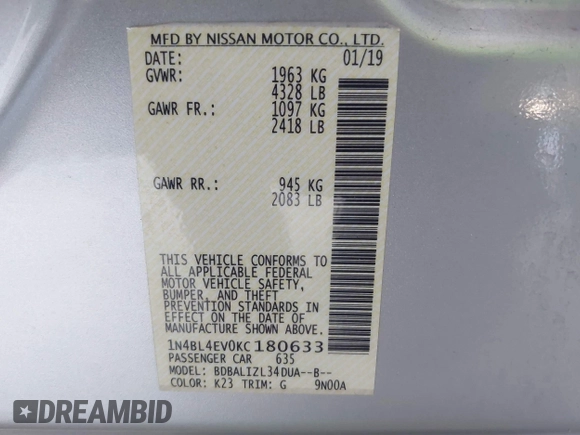 MFD BY NISSAN MOTOR CO., LTD.
DATE: 01/19
GVWR: 1963 KG
4328 LB
GAWR FR.: 1097 KG
2418 LB
GAWR RR.: 945 KG
2083 LB
THIS VEHICLE CONFORMS TO
ALL APPLICABLE FEDERAL
MOTOR VEHICLE SAFETY,
BUMPER, AND THEFT
PREVENTION STANDARDS IN
EFFECT ON THE DATE OF
MANUFACTURE SHOWN ABOVE.
1N4BL4EV0KC180633
PASSENGER CAR 635
MODEL: BDBALIZL34DUA--B--
COLOR: K23 TRIM: G 9N00A
DREAMBID
.COM